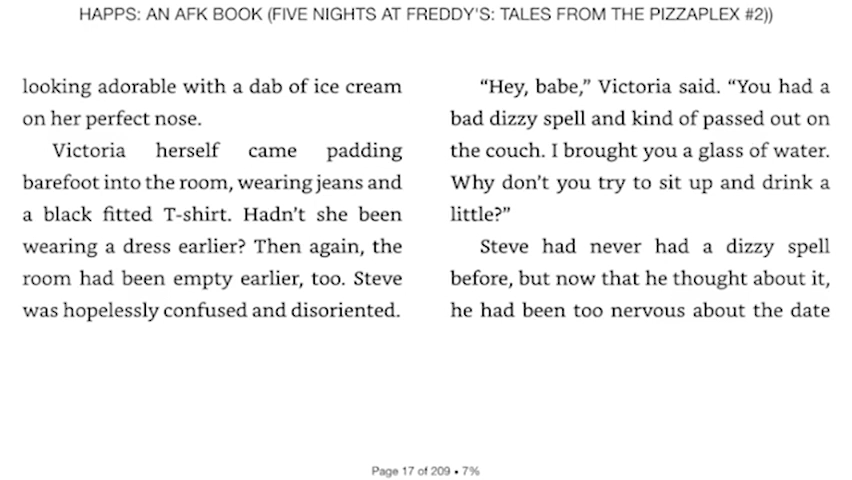 HAPPS: AN AFK BOOK (FIVE NIGHTS AT FREDDY'S: TALES FROM THE PIZZAPLEX #2))
looking adorable with a dab of ice cream
on her perfect nose.
Victoria herself came padding
barefoot into the room, wearing jeans and
a black fitted T-shirt. Hadn’t she been
wearing a dress earlier? Then again, the
room had been empty earlier, too. Steve
was hopelessly confused and disoriented.
“Hey, babe,” Victoria said. “You had a
bad dizzy spell and kind of passed out on
the couch. I brought you a glass of water.
Why don’t you try to sit up and drink a
little?”
Steve had never had a dizzy spell
before, but now that he thought about it,
he had been too nervous about the date
Page 17 of 209 • 7%